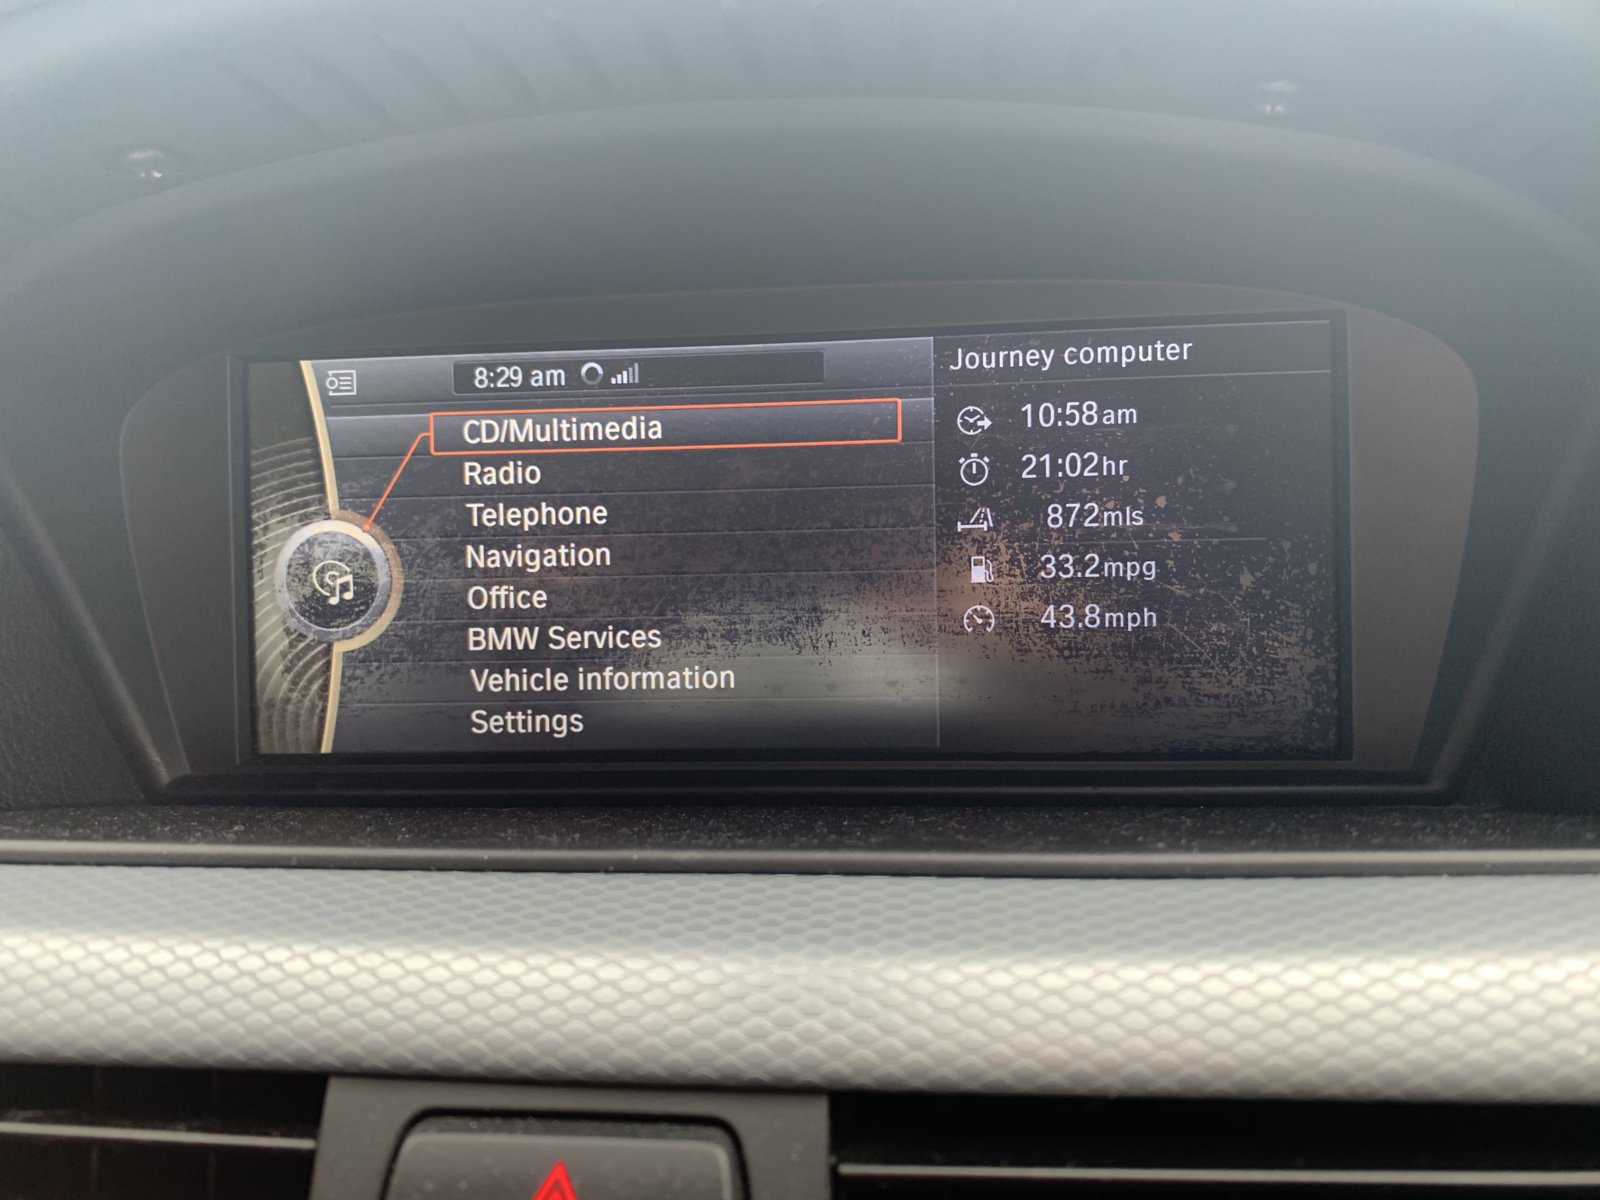 8:29 am
CD/Multimedia
Radio
Telephone
Navigation
Office
BMW Services
Vehicle information
Settings
Journey computer
10:58am
21:02hr
872mls
33.2mpg
43.8mph